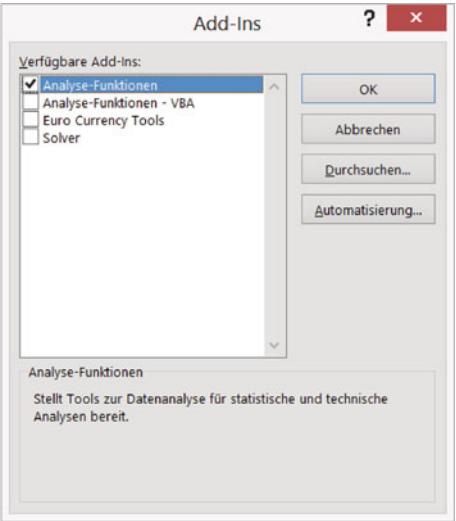 Add-Ins
?
Verfügbare Add-Ins:
Analyse-Funktionen
Analyse-Funktionen - VBA
Euro Currency Tools
Solver
OK
Abbrechen
Durchsuchen...
Automatisierung...
Analyse-Funktionen
Stellt Tools zur Datenanalyse für statistische und technische
Analysen bereit.